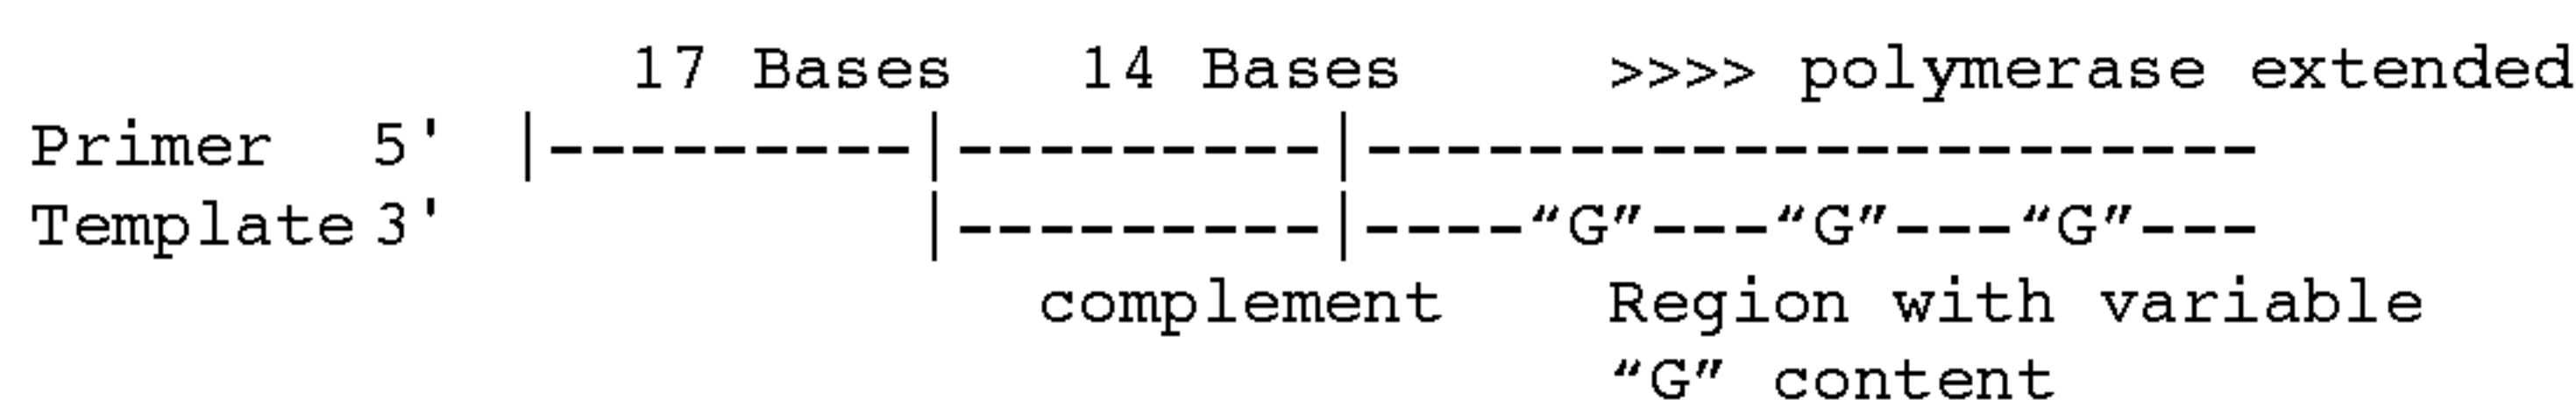 17 Bases 14 Bases >>>> polymerase extended
Primer 5' |---------|---------|----------------------
Template 3' |---------|----“G”---“G”---“G”---
complement Region with variable
“G” content